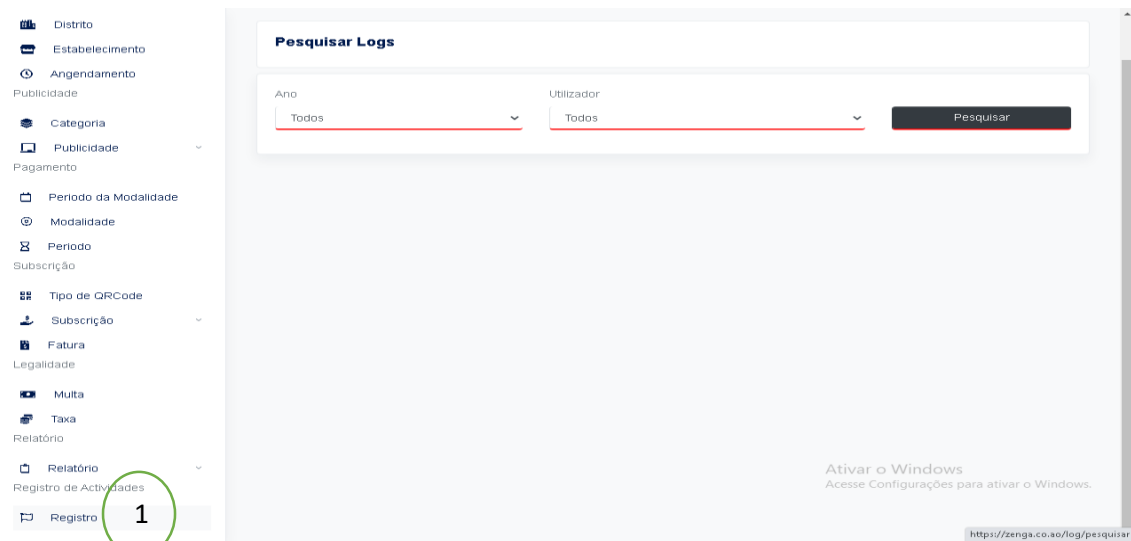 Distrito
Estabelecimento
Angendamento
Publicidade
Categoria
Publicidade
Pagamento
Periodo da Modalidade
Modalidade
Periodo
Subscrição
Tipo de QRCode
Subscrição
Fatura
Legalidade
Multa
Taxa
Relatório
Relatório
Registro de Actividades
Registro 1
Pesquisar Logs
Ano Utilizador
Todos Todos Pesquisar
Ativar o Windows
Acesse Configurações para ativar o Windows.
https://zenga.co.ao/log/pesquisar